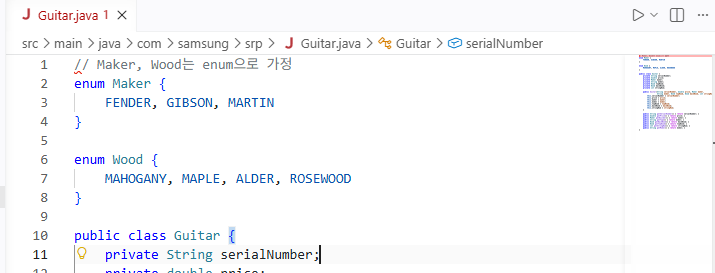 J Guitar.java 1
src > main > java > com > samsung > srp > J Guitar.java > Guitar > serialNumber
1 // Maker, Wood는 enum으로 가정
2 enum Maker {
3 FENDER, GIBSON, MARTIN
4 }
5
6 enum Wood {
7 MAHOGANY, MAPLE, ALDER, ROSEWOOD
8 }
9
10 public class Guitar {
11 private String serialNumber;
12 private double price;